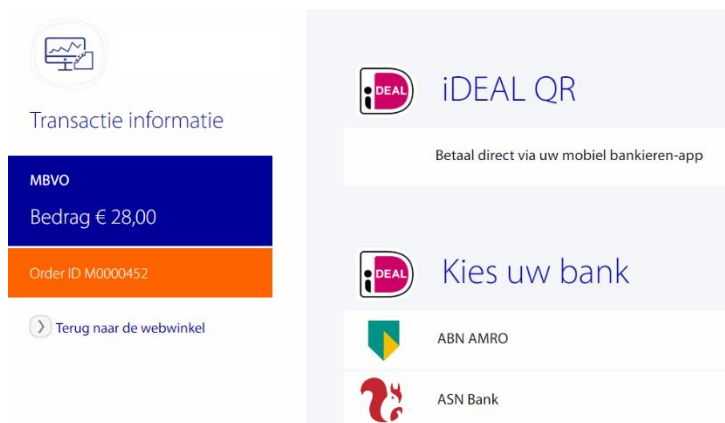 Transactie informatie
MBVO
Bedrag € 28,00
Order ID M0000452
Terug naar de webwinkel
iDEAL
iDEAL QR
Betaal direct via uw mobiel bankieren-app
iDEAL
Kies uw bank
ABN AMRO
ASN Bank